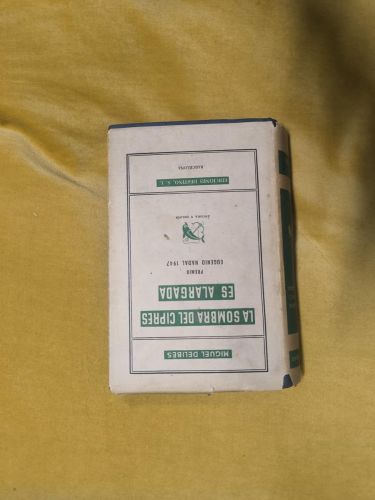 MIGUEL DELIBES
LA SOMBRA DEL CIPRES
ES ALARGADA
PREMIO
EUGENIO NADAL 1947
EDICIONES DESTINO, S. L.
BARCELONA